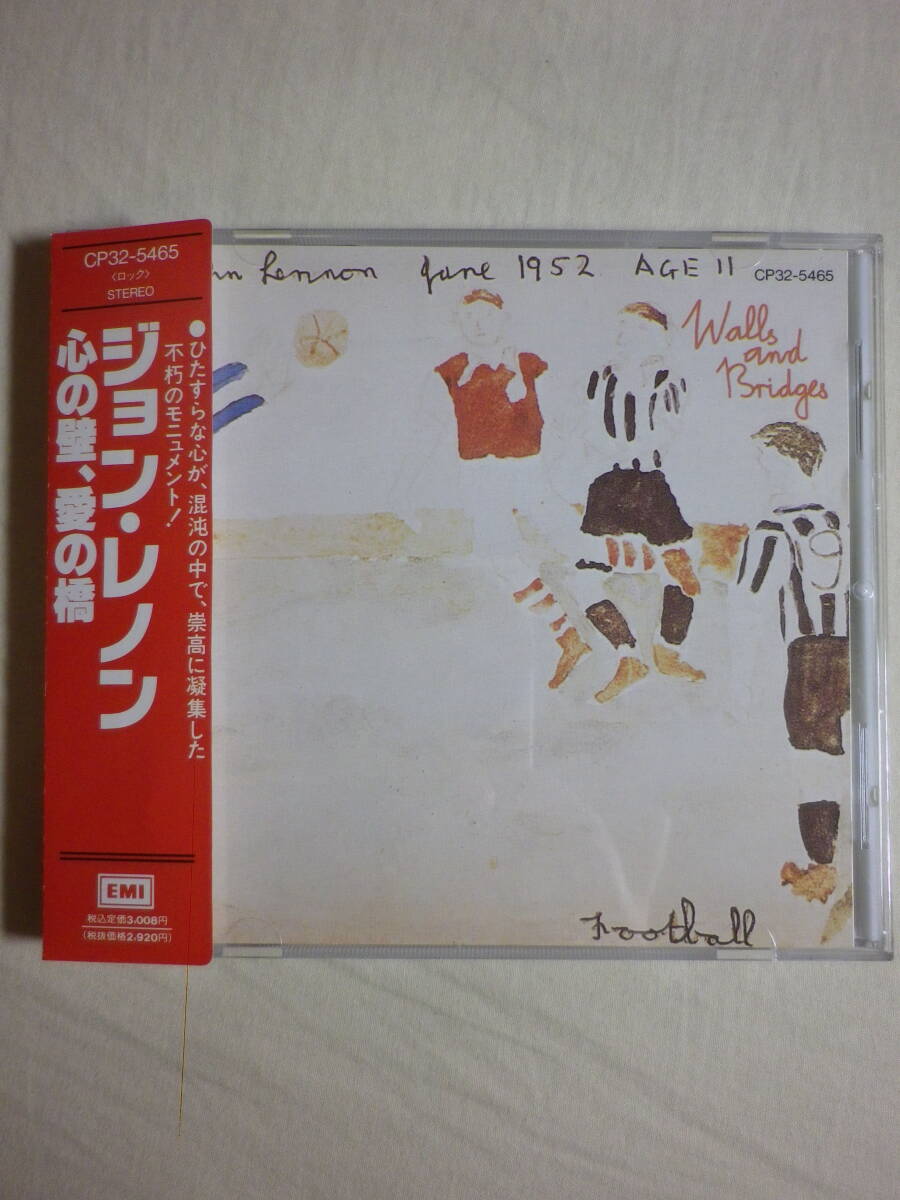 CP32-5465
〈ロック〉
STEREO
●ひたすらな心が、混沌の中で、崇高に凝集した
不朽のモニュメント!
ジョン・レノン
心の壁、愛の橋
EMI
税込定価3,008円
(税抜価格2,920円)
hn Lennon June 1952 AGE 11
CP32-5465
Walls
and
Bridges
Football